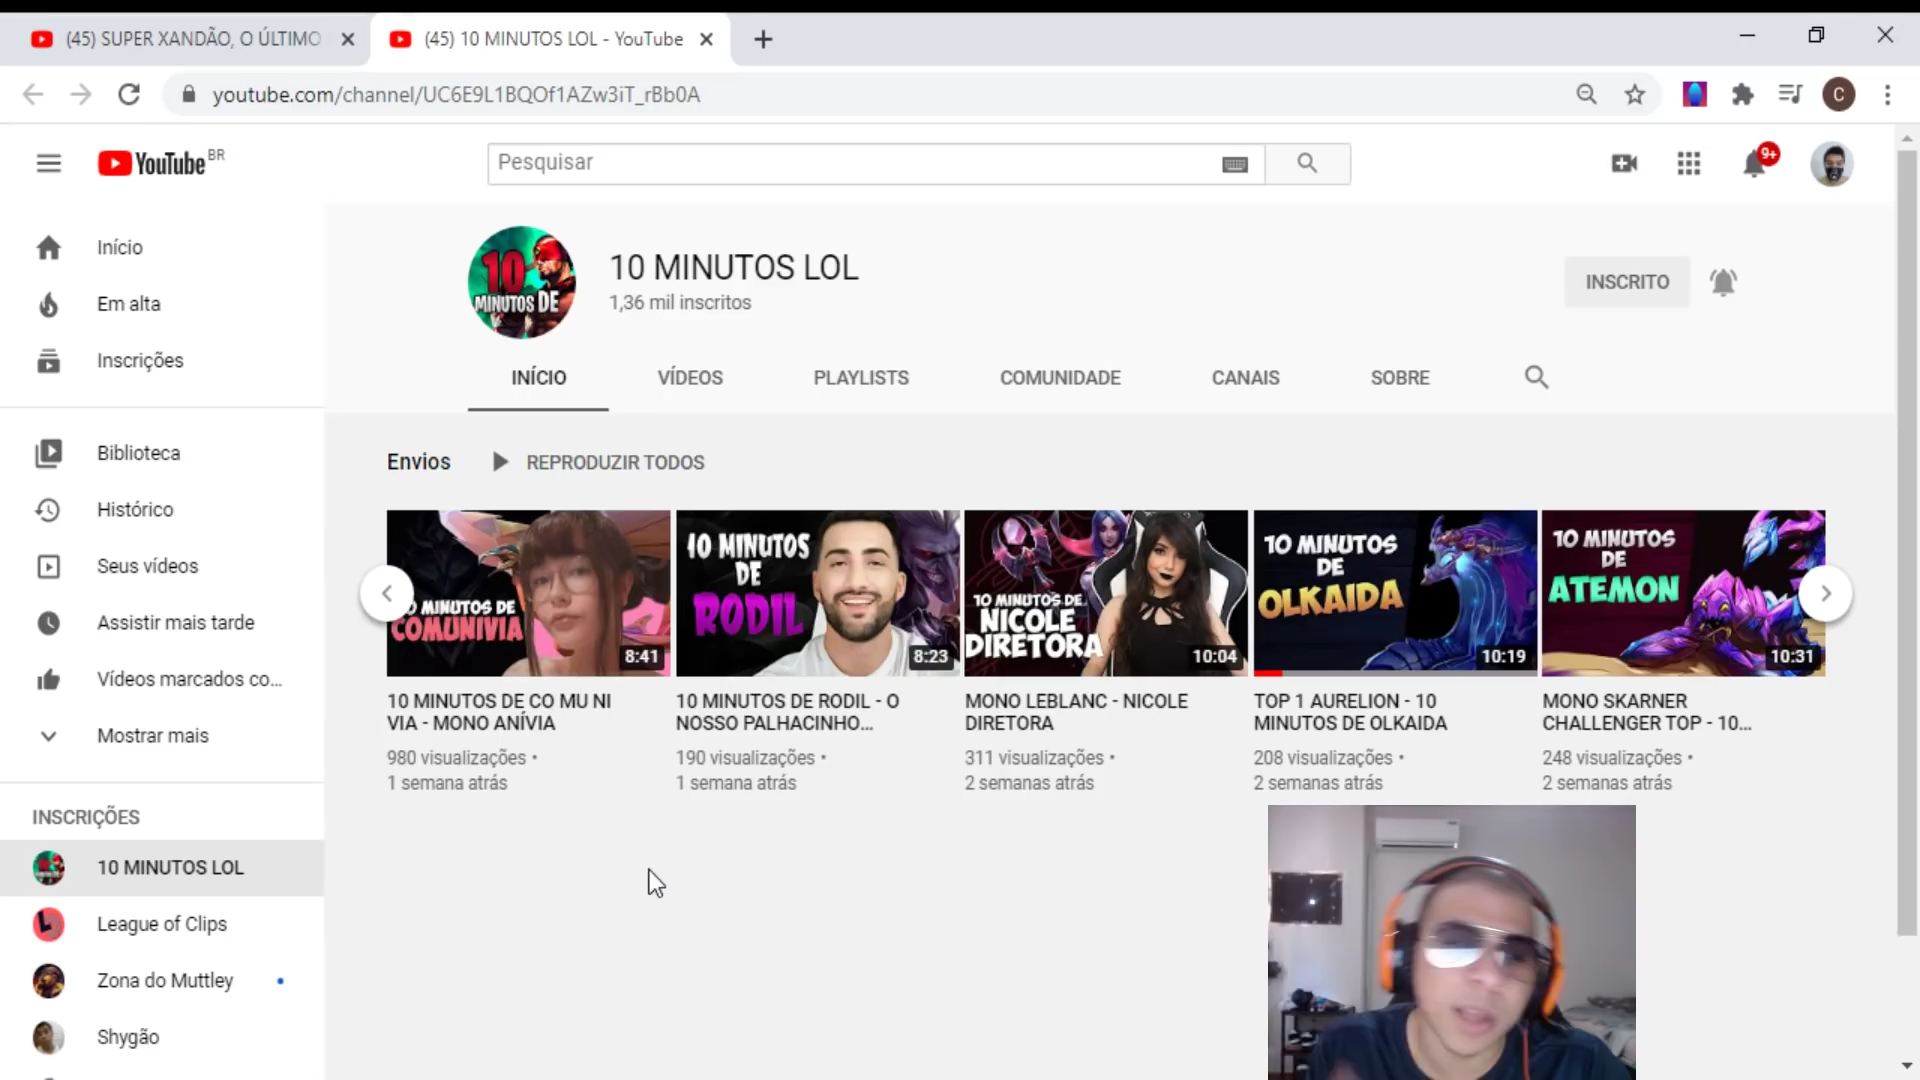 (45) SUPER XANDÃO, O ÚLTIMO
(45) 10 MINUTOS LOL - YouTube
youtube.com/channel/UC6E9L1BQOf1AZw3iT_rBb0A
C
YouTube BR
Pesquisar
9+
Início
Em alta
Inscrições
Biblioteca
Histórico
Seus vídeos
Assistir mais tarde
Vídeos marcados co...
Mostrar mais
INSCRIÇÕES
10 MINUTOS LOL
League of Clips
Zona do Muttley
Shygão
10
MINUTOS DE
10 MINUTOS LOL
1,36 mil inscritos
INSCRITO
INÍCIO
VÍDEOS
PLAYLISTS
COMUNIDADE
CANAIS
SOBRE
Envios
REPRODUZIR TODOS
MINUTOS DE
COMUNIVIA
8:41
10 MINUTOS DE CO MU NI
VIA - MONO ANÍVIA
980 visualizações •
1 semana atrás
10 MINUTOS
DE
RODIL
8:23
10 MINUTOS DE RODIL - O
NOSSO PALHACINHO...
190 visualizações •
1 semana atrás
10 MINUTOS DE
NICOLE
DIRETORA
10:04
MONO LEBLANC - NICOLE
DIRETORA
311 visualizações •
2 semanas atrás
10 MINUTOS
DE
OLKAIDA
10:19
TOP 1 AURELION - 10
MINUTOS DE OLKAIDA
208 visualizações •
2 semanas atrás
10 MINUTOS
DE
ATEMON
10:31
MONO SKARNER
CHALLENGER TOP - 10...
248 visualizações •
2 semanas atrás